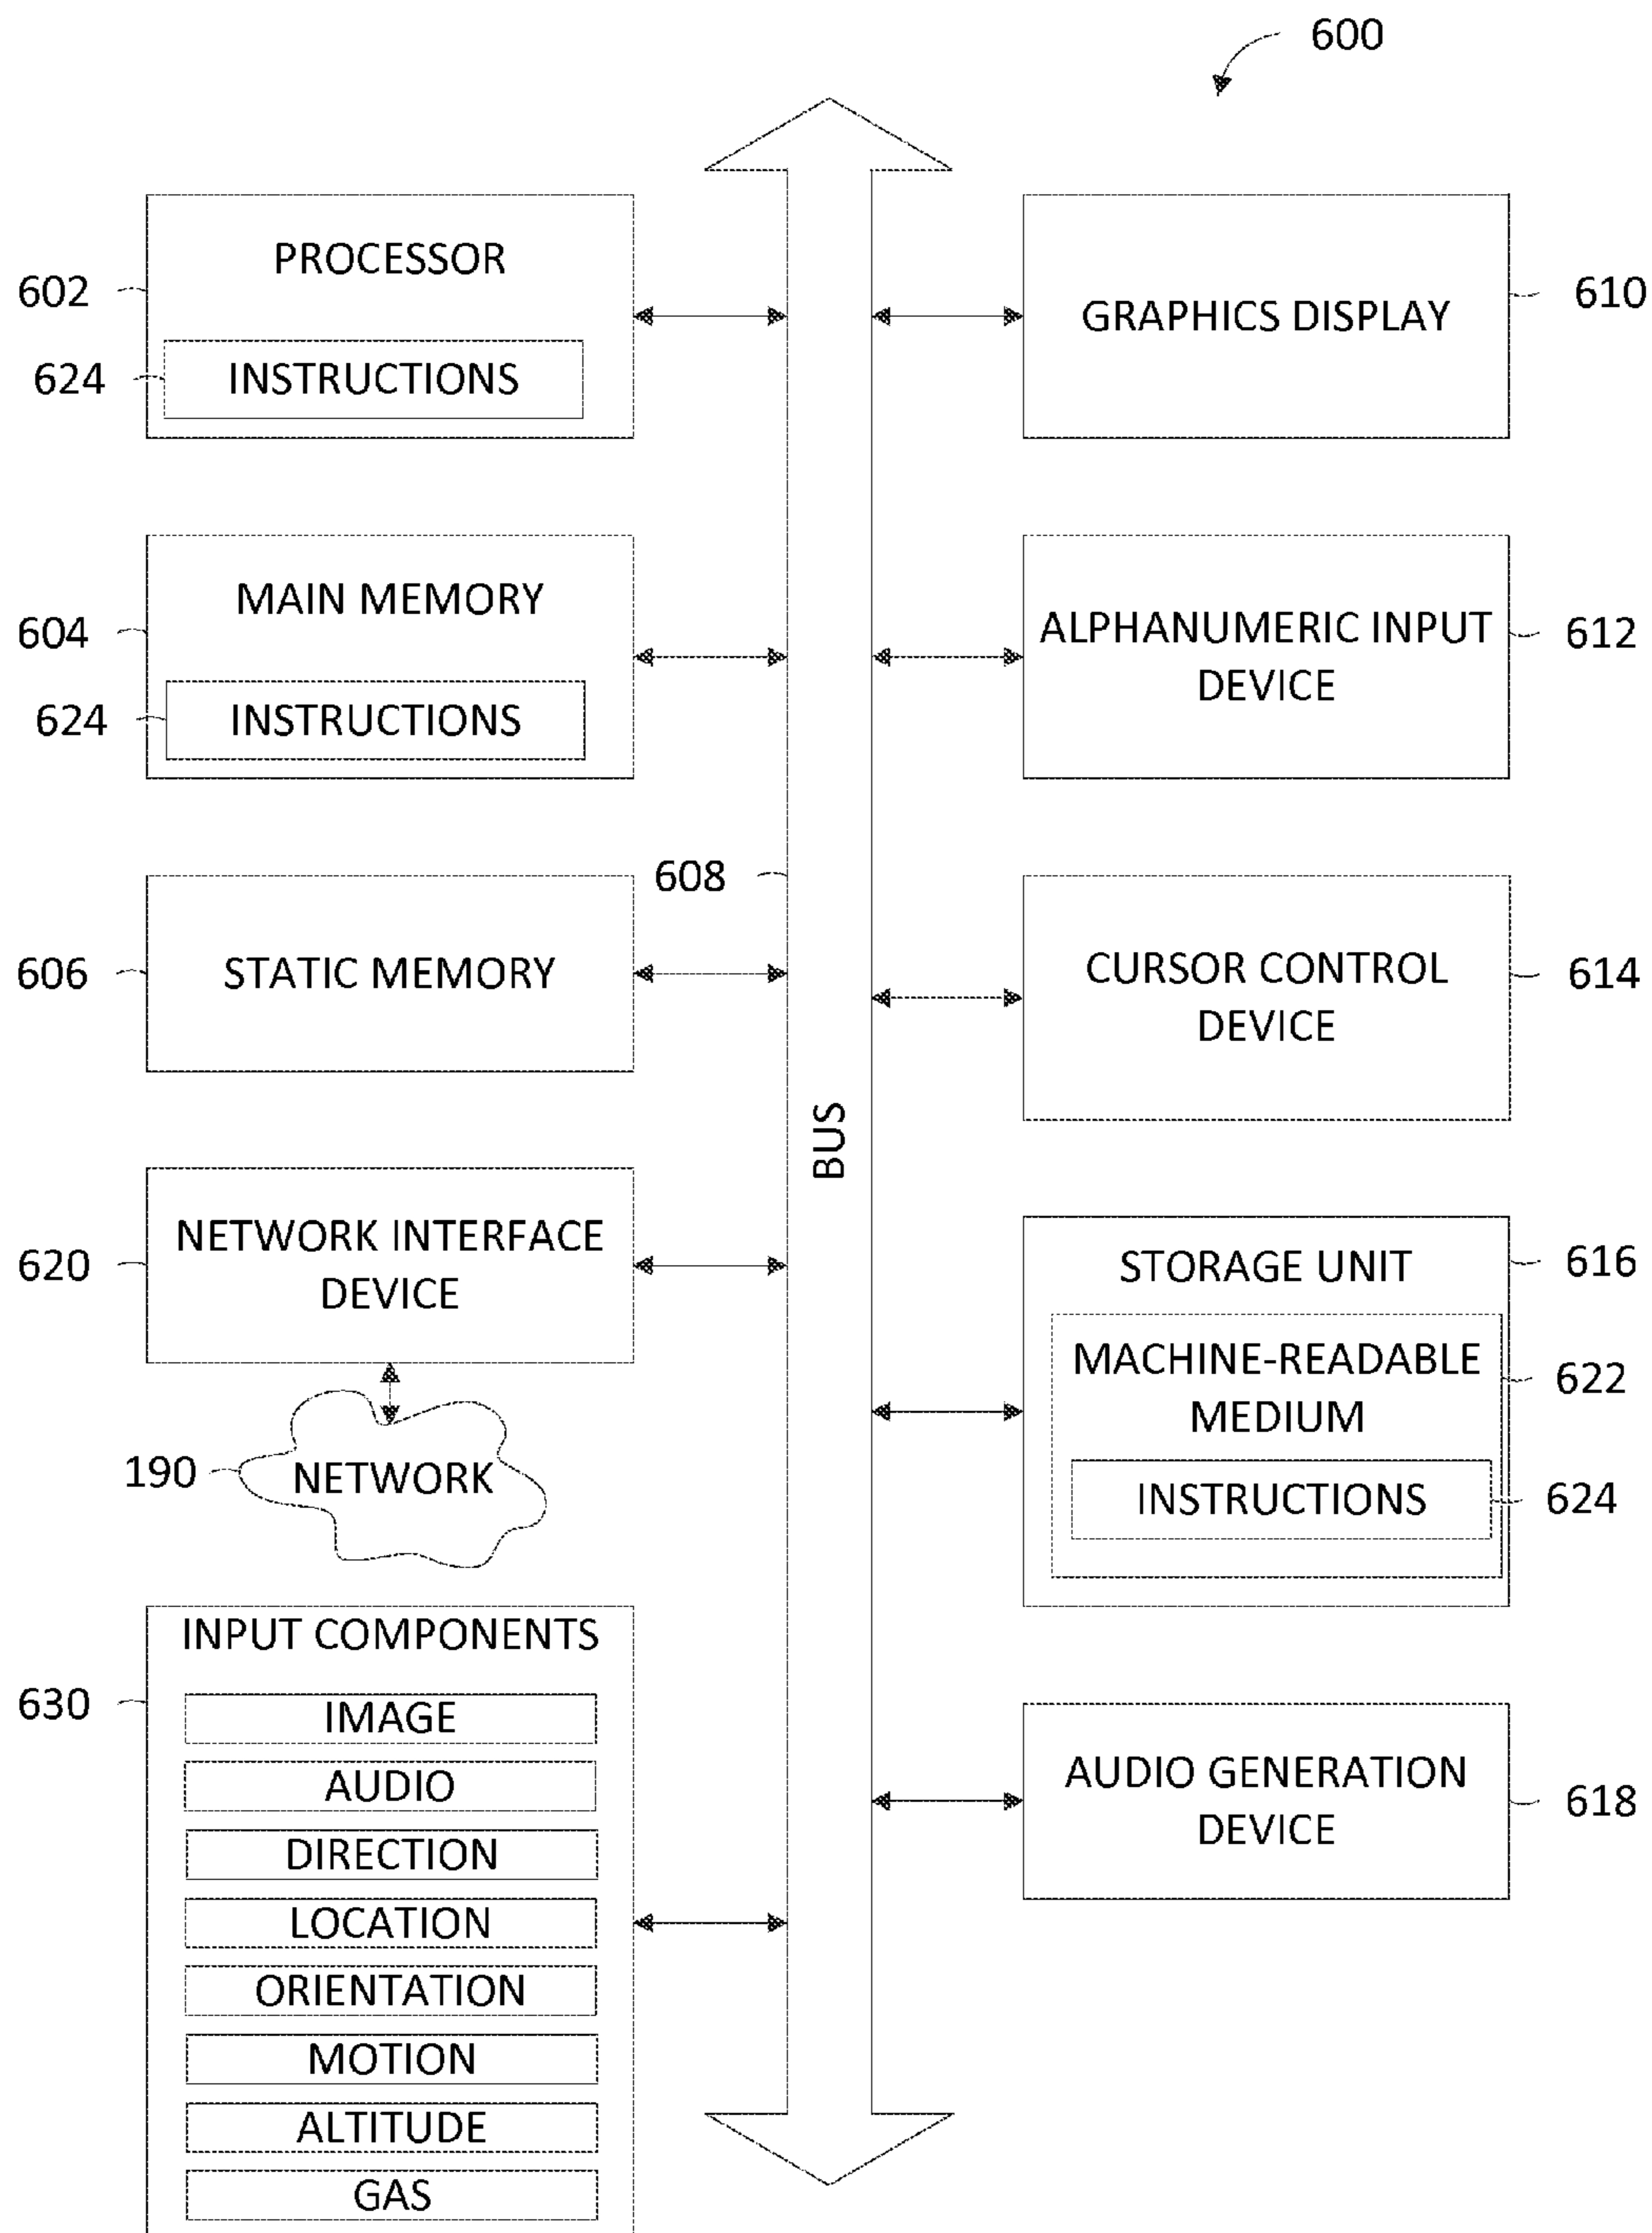 600
PROCESSOR
602
624
INSTRUCTIONS
MAIN MEMORY
604
624
INSTRUCTIONS
608
606
STATIC MEMORY
NETWORK INTERFACE
DEVICE
620
190
NETWORK
INPUT COMPONENTS
630
IMAGE
AUDIO
DIRECTION
LOCATION
ORIENTATION
MOTION
ALTITUDE
GAS
BUS
GRAPHICS DISPLAY
610
ALPHANUMERIC INPUT
DEVICE
612
CURSOR CONTROL
DEVICE
614
STORAGE UNIT
616
MACHINE-READABLE
MEDIUM
622
INSTRUCTIONS
624
AUDIO GENERATION
DEVICE
618